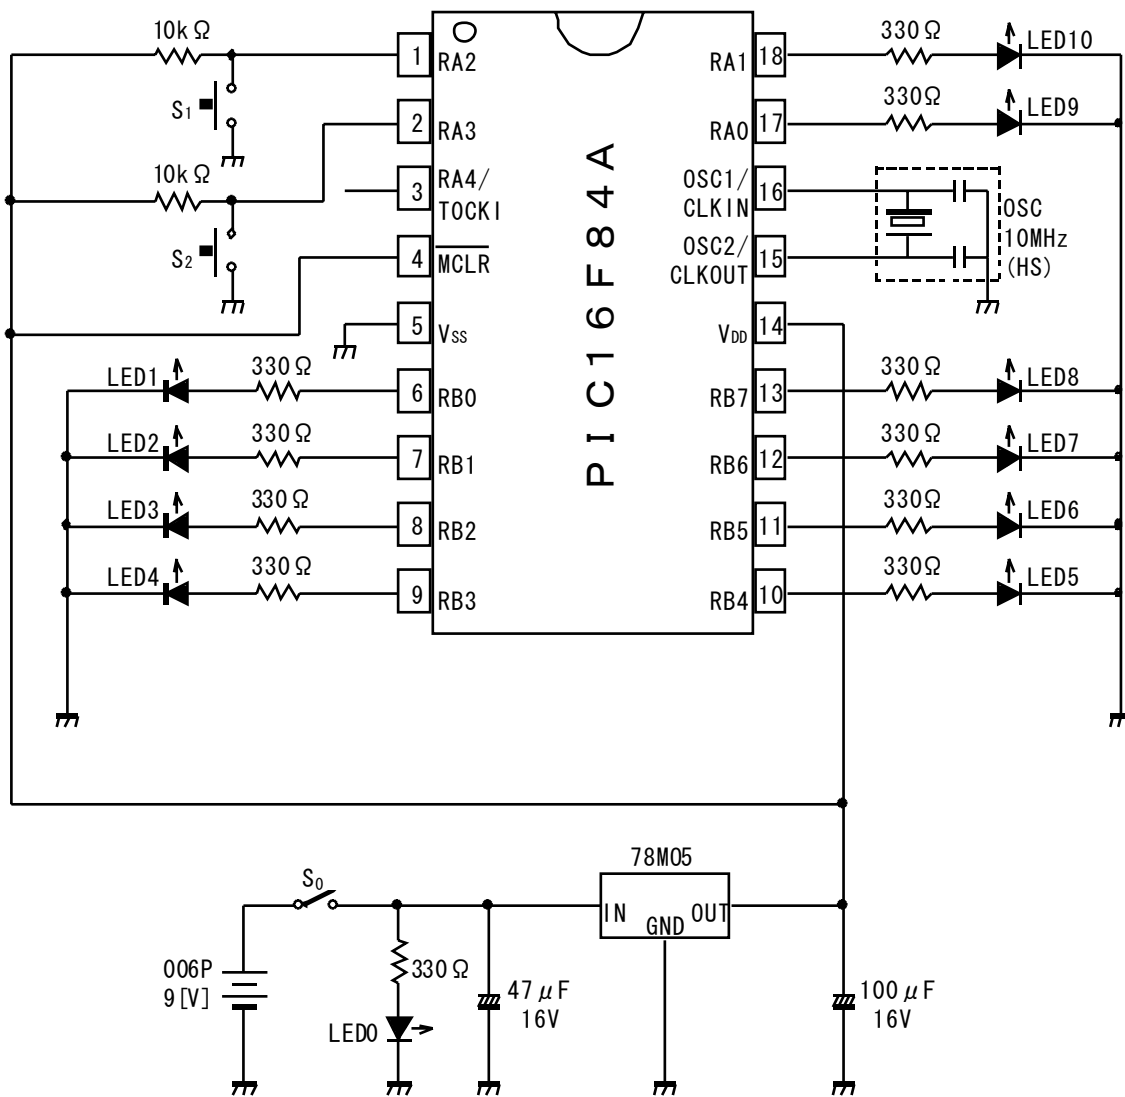 10kΩ
S1
10kΩ
S2
LED1
330Ω
LED2
330Ω
LED3
330Ω
LED4
330Ω
1
RA2
2
RA3
3
RA4/
TOCKI
4
MCLR
5
VSS
6
RB0
7
RB1
8
RB2
9
RB3
PIC16F84A
18
RA1
17
RA0
16
OSC1/
CLKIN
15
OSC2/
CLKOUT
14
VDD
13
RB7
12
RB6
11
RB5
10
RB4
330Ω
LED10
330Ω
LED9
OSC
10MHz
(HS)
330Ω
LED8
330Ω
LED7
330Ω
LED6
330Ω
LED5
S0
006P
9[V]
330Ω
LED0
47μF
16V
78M05
IN
GND
OUT
100μF
16V